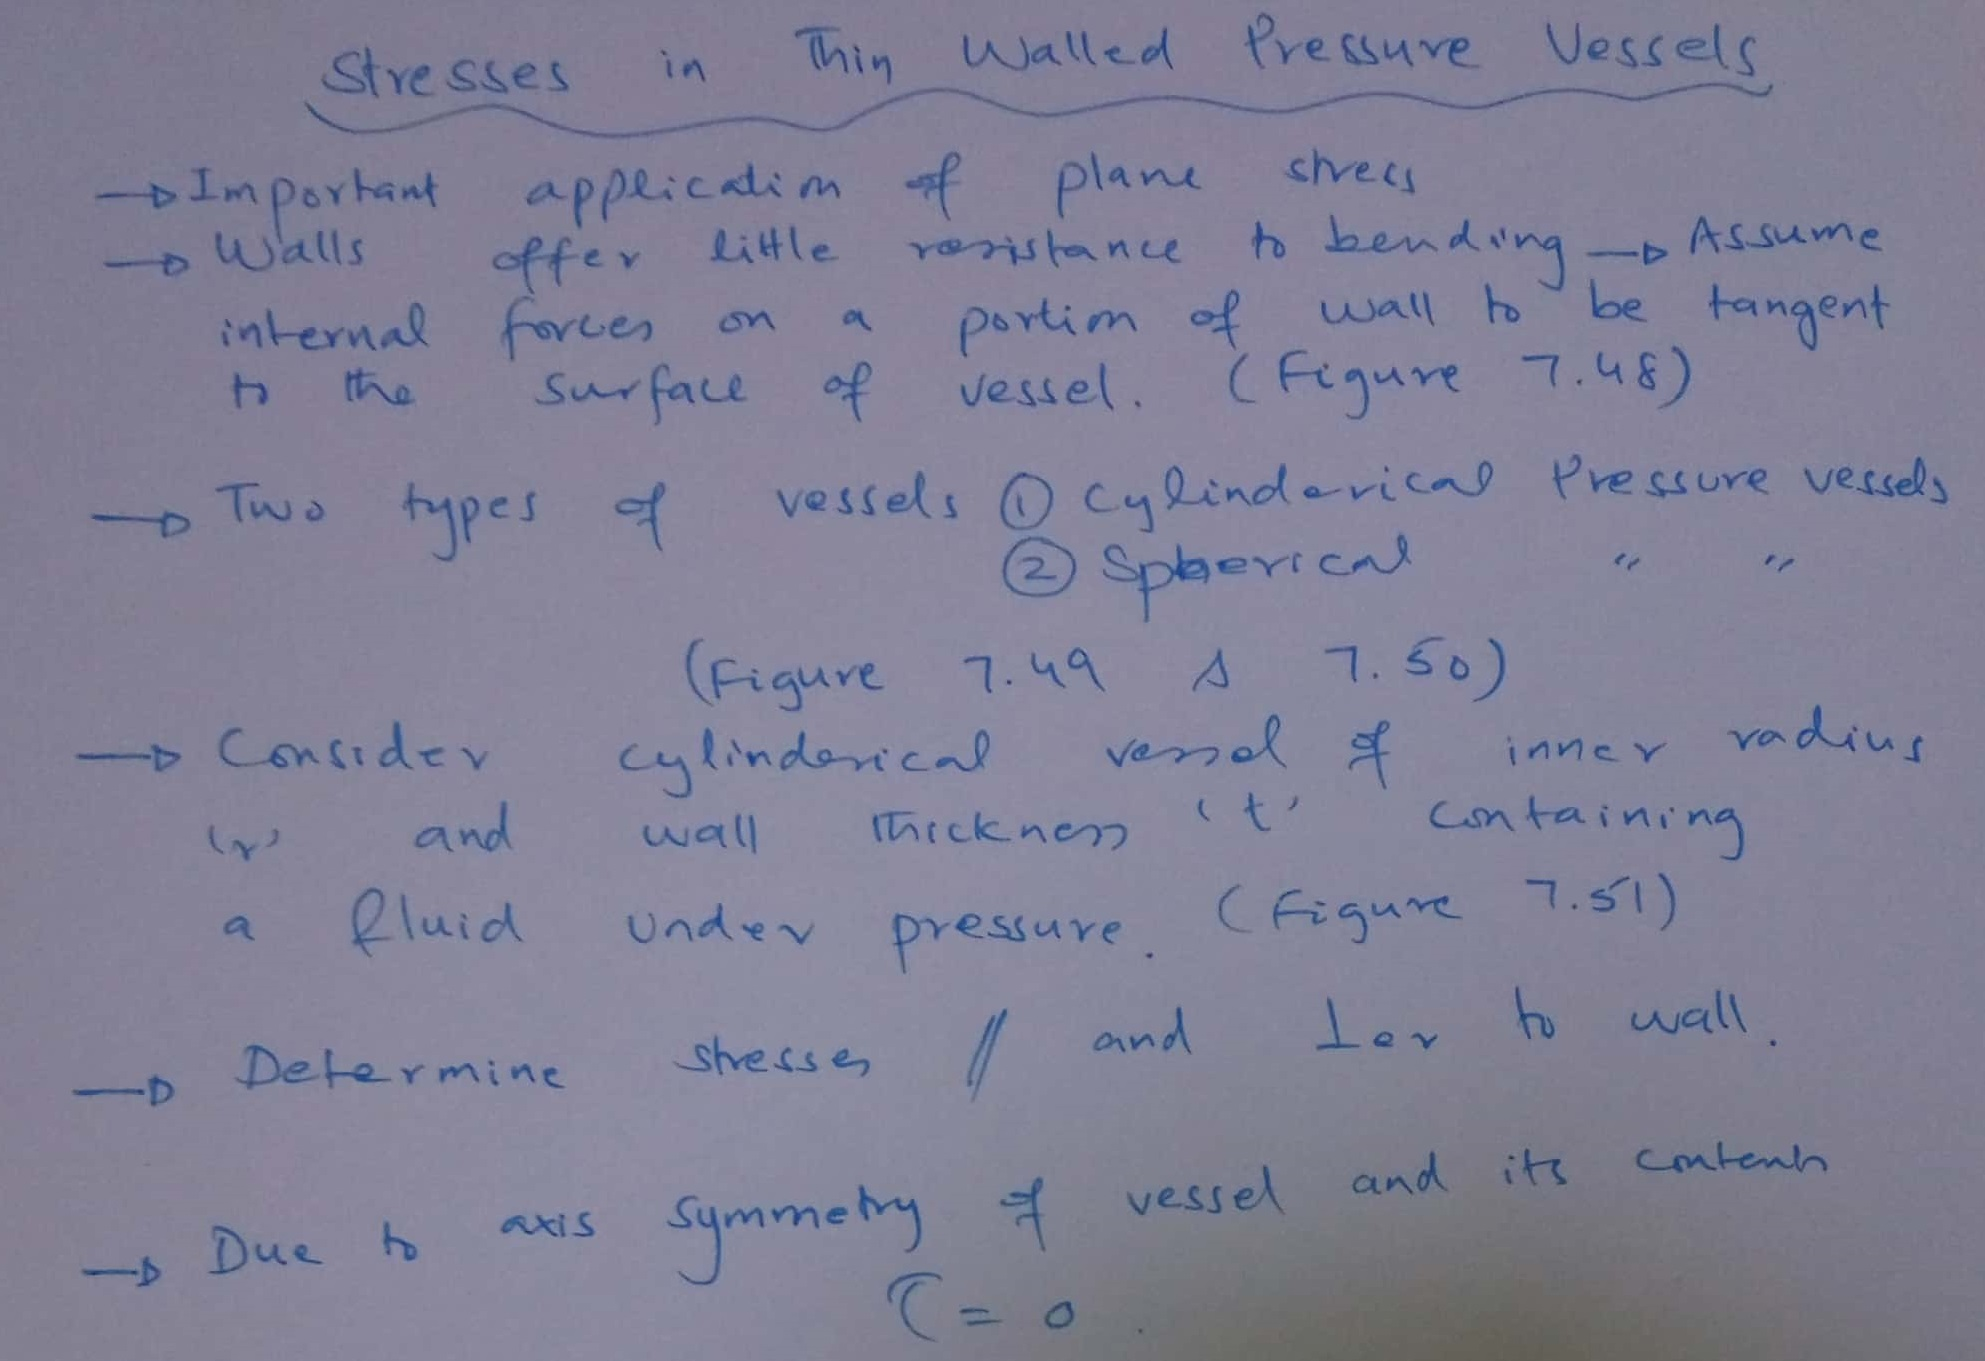 Stresses in Thin Walled Pressure Vessels
→ Important application of plane stress
→ Walls offer little resistance to bending → Assume
internal forces on a portion of wall to be tangent
to the surface of vessel. (Figure 7.48)
→ Two types of vessels ① Cylinderical Pressure vessels
② Spherical " "
(Figure 7.49 & 7.50)
→ Consider cylinderical vessel of inner radius
'r' and wall thickness 't' containing
a fluid under pressure. (Figure 7.51)
→ Determine stresses // and ⊥er to wall.
→ Due to axis symmetry of vessel and its contents
τ = 0.